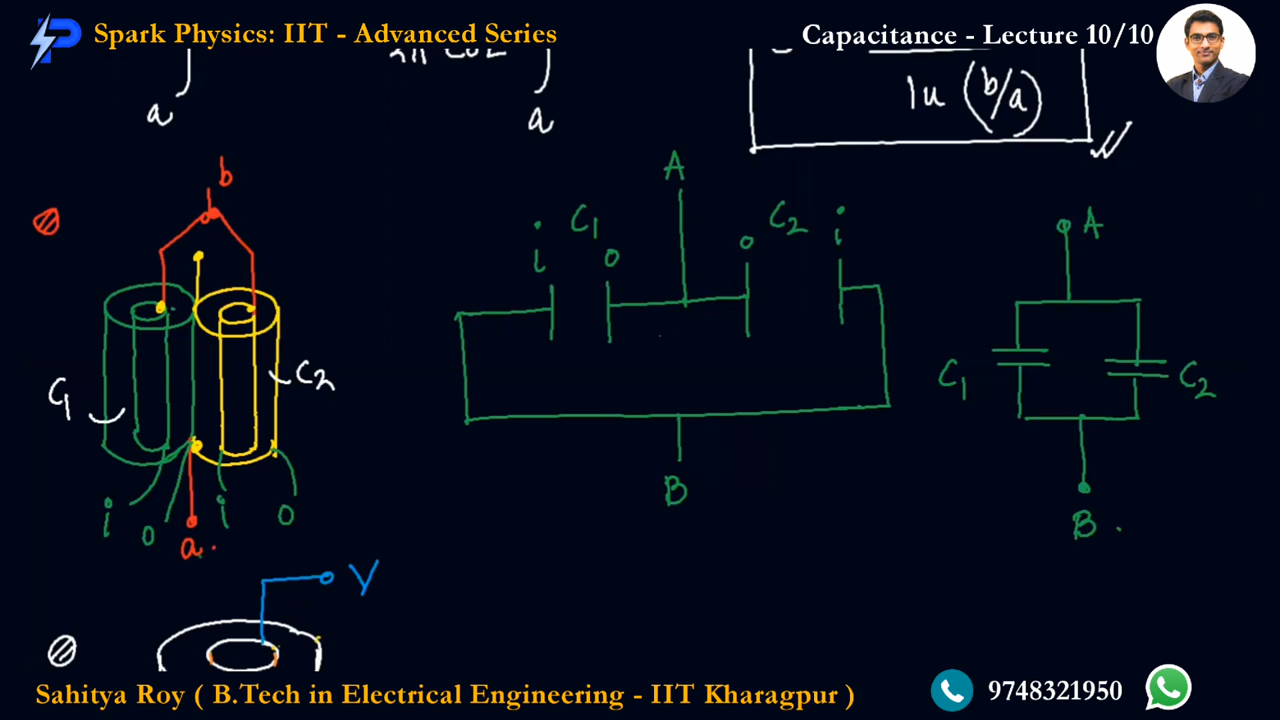 Spark Physics: IIT - Advanced Series
Capacitance - Lecture 10/10
a
a
ln (b/a)
b
A
i C1 o
o C2 i
A
C1
C2
C1
C2
B
B
i o a i o
V
Sahitya Roy ( B.Tech in Electrical Engineering - IIT Kharagpur )
9748321950